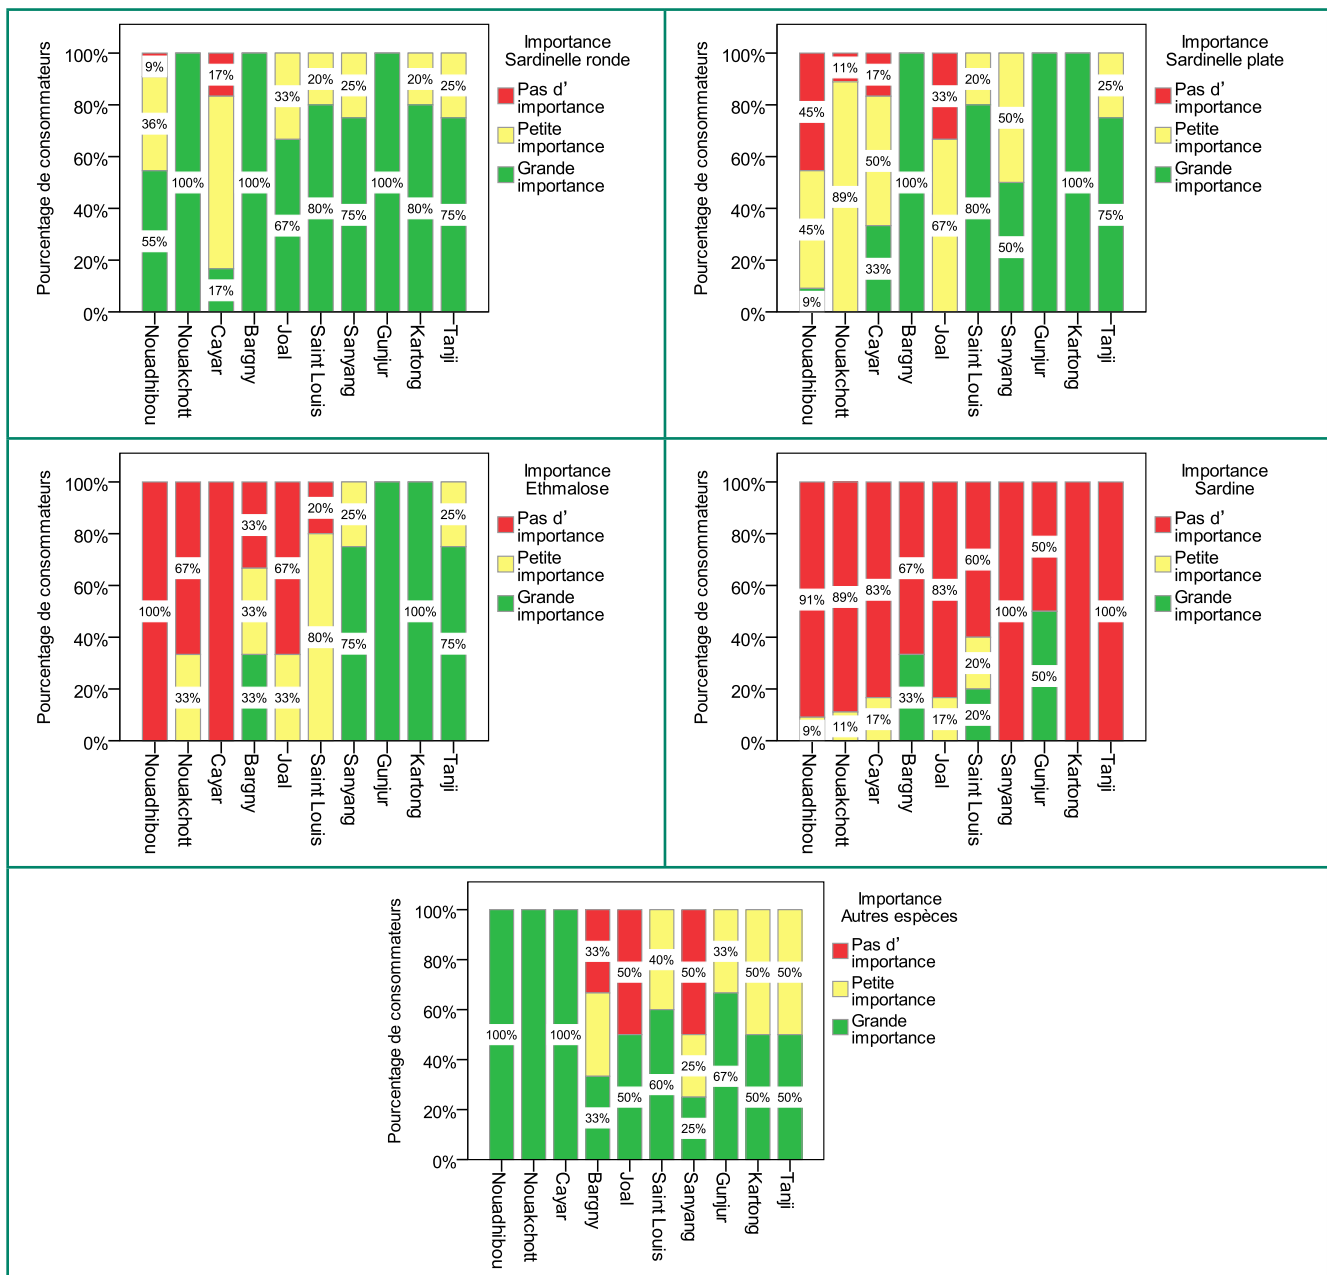 Importance
Sardinelle ronde
Pas d'
importance
Petite
importance
Grande
importance
Pourcentage de consommateurs
100%
80%
60%
40%
20%
0%
9%
36%
55%
100%
17%
17%
100%
33%
67%
20%
80%
25%
75%
100%
20%
80%
25%
75%
Nouadhibou
Nouakchott
Cayar
Bargny
Joal
Saint Louis
Sanyang
Gunjur
Kartong
Tanji
Importance
Sardinelle plate
Pas d'
importance
Petite
importance
Grande
importance
Pourcentage de consommateurs
100%
80%
60%
40%
20%
0%
45%
45%
9%
11%
89%
17%
50%
33%
100%
33%
67%
20%
80%
50%
50%
100%
25%
75%
Nouadhibou
Nouakchott
Cayar
Bargny
Joal
Saint Louis
Sanyang
Gunjur
Kartong
Tanji
Importance
Ethmalose
Pas d'
importance
Petite
importance
Grande
importance
Pourcentage de consommateurs
100%
80%
60%
40%
20%
0%
100%
67%
33%
33%
33%
33%
67%
33%
20%
80%
25%
75%
100%
25%
75%
Nouadhibou
Nouakchott
Cayar
Bargny
Joal
Saint Louis
Sanyang
Gunjur
Kartong
Tanji
Importance
Sardine
Pas d'
importance
Petite
importance
Grande
importance
Pourcentage de consommateurs
100%
80%
60%
40%
20%
0%
91%
9%
89%
11%
83%
17%
67%
33%
83%
17%
60%
20%
20%
100%
50%
50%
100%
Nouadhibou
Nouakchott
Cayar
Bargny
Joal
Saint Louis
Sanyang
Gunjur
Kartong
Tanji
Importance
Autres espèces
Pas d'
importance
Petite
importance
Grande
importance
Pourcentage de consommateurs
100%
80%
60%
40%
20%
0%
100%
100%
33%
33%
50%
50%
40%
60%
50%
25%
25%
33%
67%
50%
50%
50%
50%
Nouadhibou
Nouakchott
Cayar
Bargny
Joal
Saint Louis
Sanyang
Gunjur
Kartong
Tanji